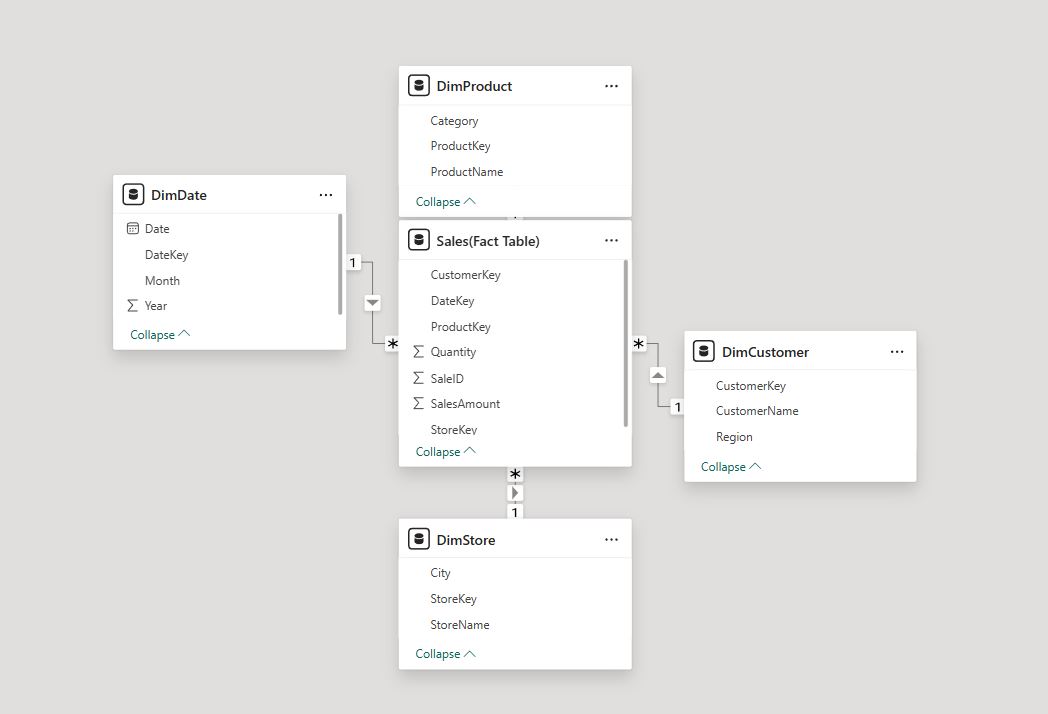 DimProduct
Category
ProductKey
ProductName
Collapse
DimDate
Date
DateKey
Month
Year
Collapse
1
*
Sales(Fact Table)
CustomerKey
DateKey
ProductKey
Σ Quantity
Σ SaleID
Σ SalesAmount
StoreKey
Collapse
*
1
DimCustomer
CustomerKey
CustomerName
Region
Collapse
*
1
DimStore
City
StoreKey
StoreName
Collapse